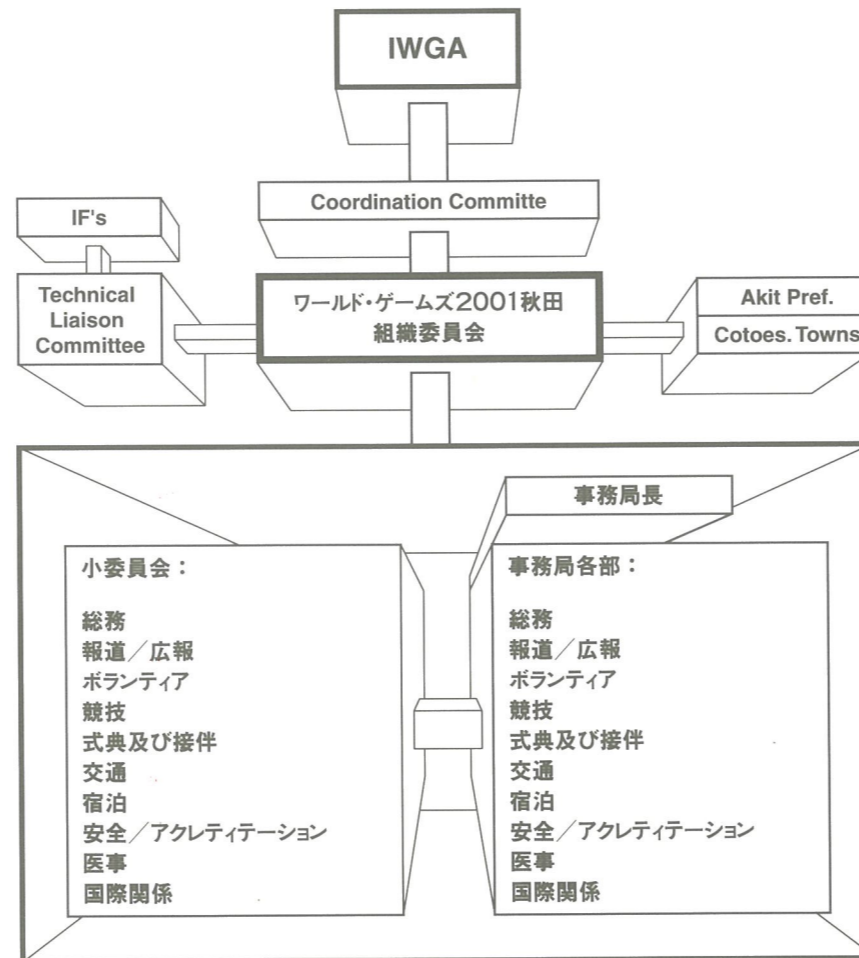 IWGA
Coordination Committe
IF's
Technical
Liaison
Committee
ワールド・ゲームズ2001秋田
組織委員会
Akit Pref.
Cotoes. Towns
事務局長
小委員会：
総務
報道／広報
ボランティア
競技
式典及び接伴
交通
宿泊
安全／アクレティテーション
医事
国際関係
事務局各部：
総務
報道／広報
ボランティア
競技
式典及び接伴
交通
宿泊
安全／アクレティテーション
医事
国際関係